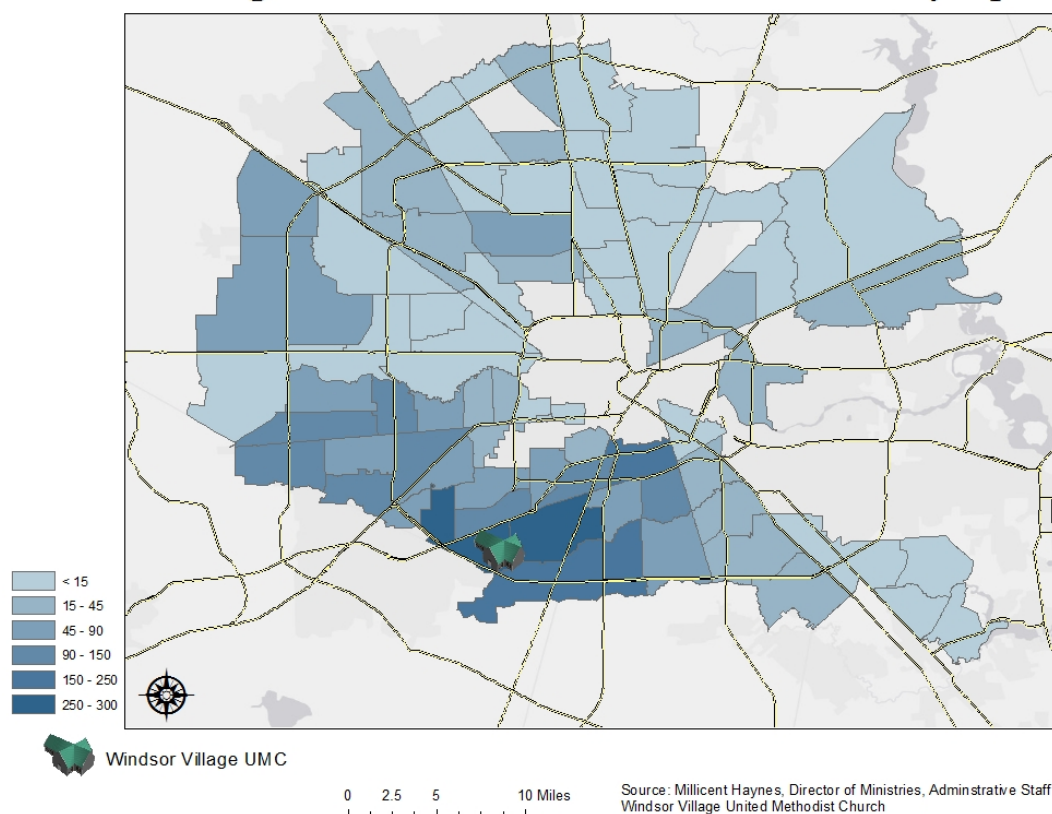 < 15
15 - 45
45 - 90
90 - 150
150 - 250
250 - 300
Windsor Village UMC
0 2.5 5 10 Miles
Source: Millicent Haynes, Director of Ministries, Adminstrative Staff
Windsor Village United Methodist Church